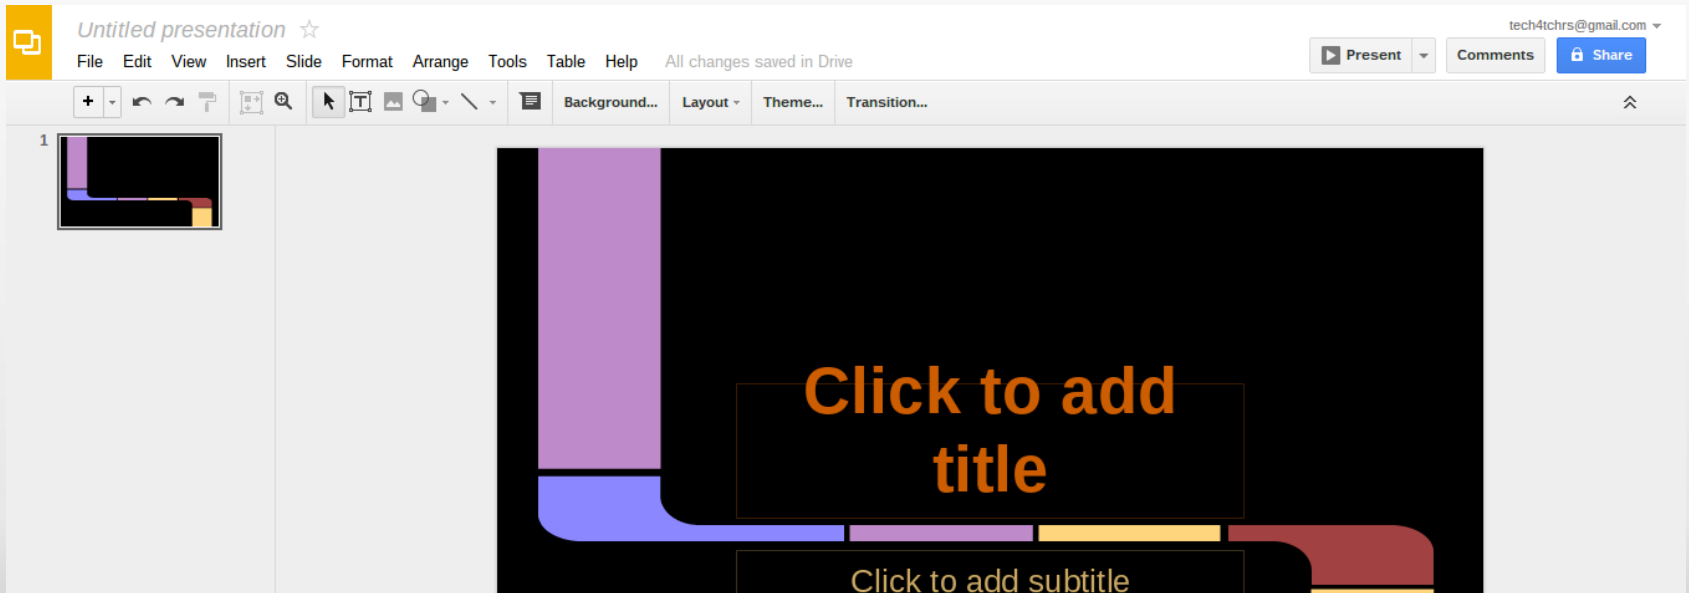 Untitled presentation
tech4tchrs@gmail.com
File Edit View Insert Slide Format Arrange Tools Table Help All changes saved in Drive
Present Comments Share
Background... Layout Theme... Transition...
1
Click to add
title
Click to add subtitle